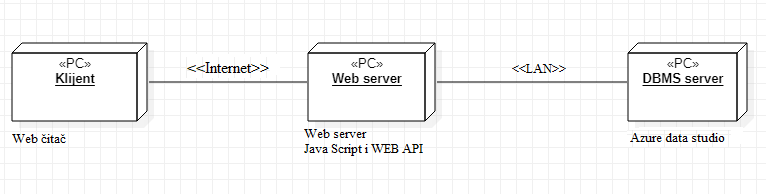 «PC»
Klijent
<<Internet>>
«PC»
Web server
<<LAN>>
«PC»
DBMS server
Web čitač
Web server
Java Script i WEB API
Azure data studio